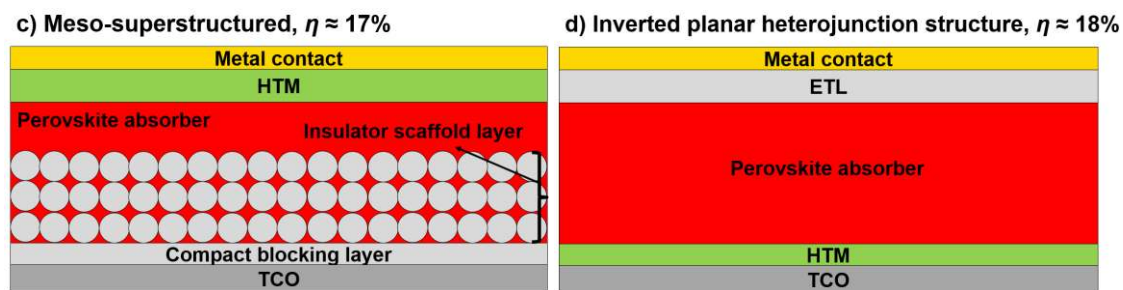 c) Meso-superstructured, η ≈ 17%
Metal contact
HTM
Perovskite absorber
Insulator scaffold layer
Compact blocking layer
TCO
d) Inverted planar heterojunction structure, η ≈ 18%
Metal contact
ETL
Perovskite absorber
HTM
TCO